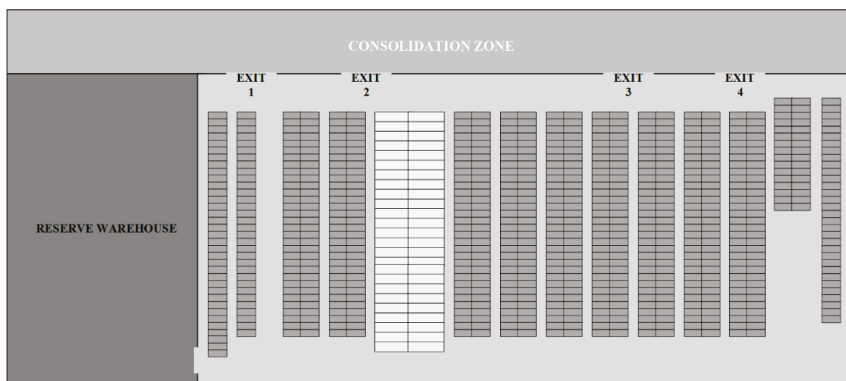 CONSOLIDATION ZONE
EXIT
1
EXIT
2
EXIT
3
EXIT
4
RESERVE WAREHOUSE